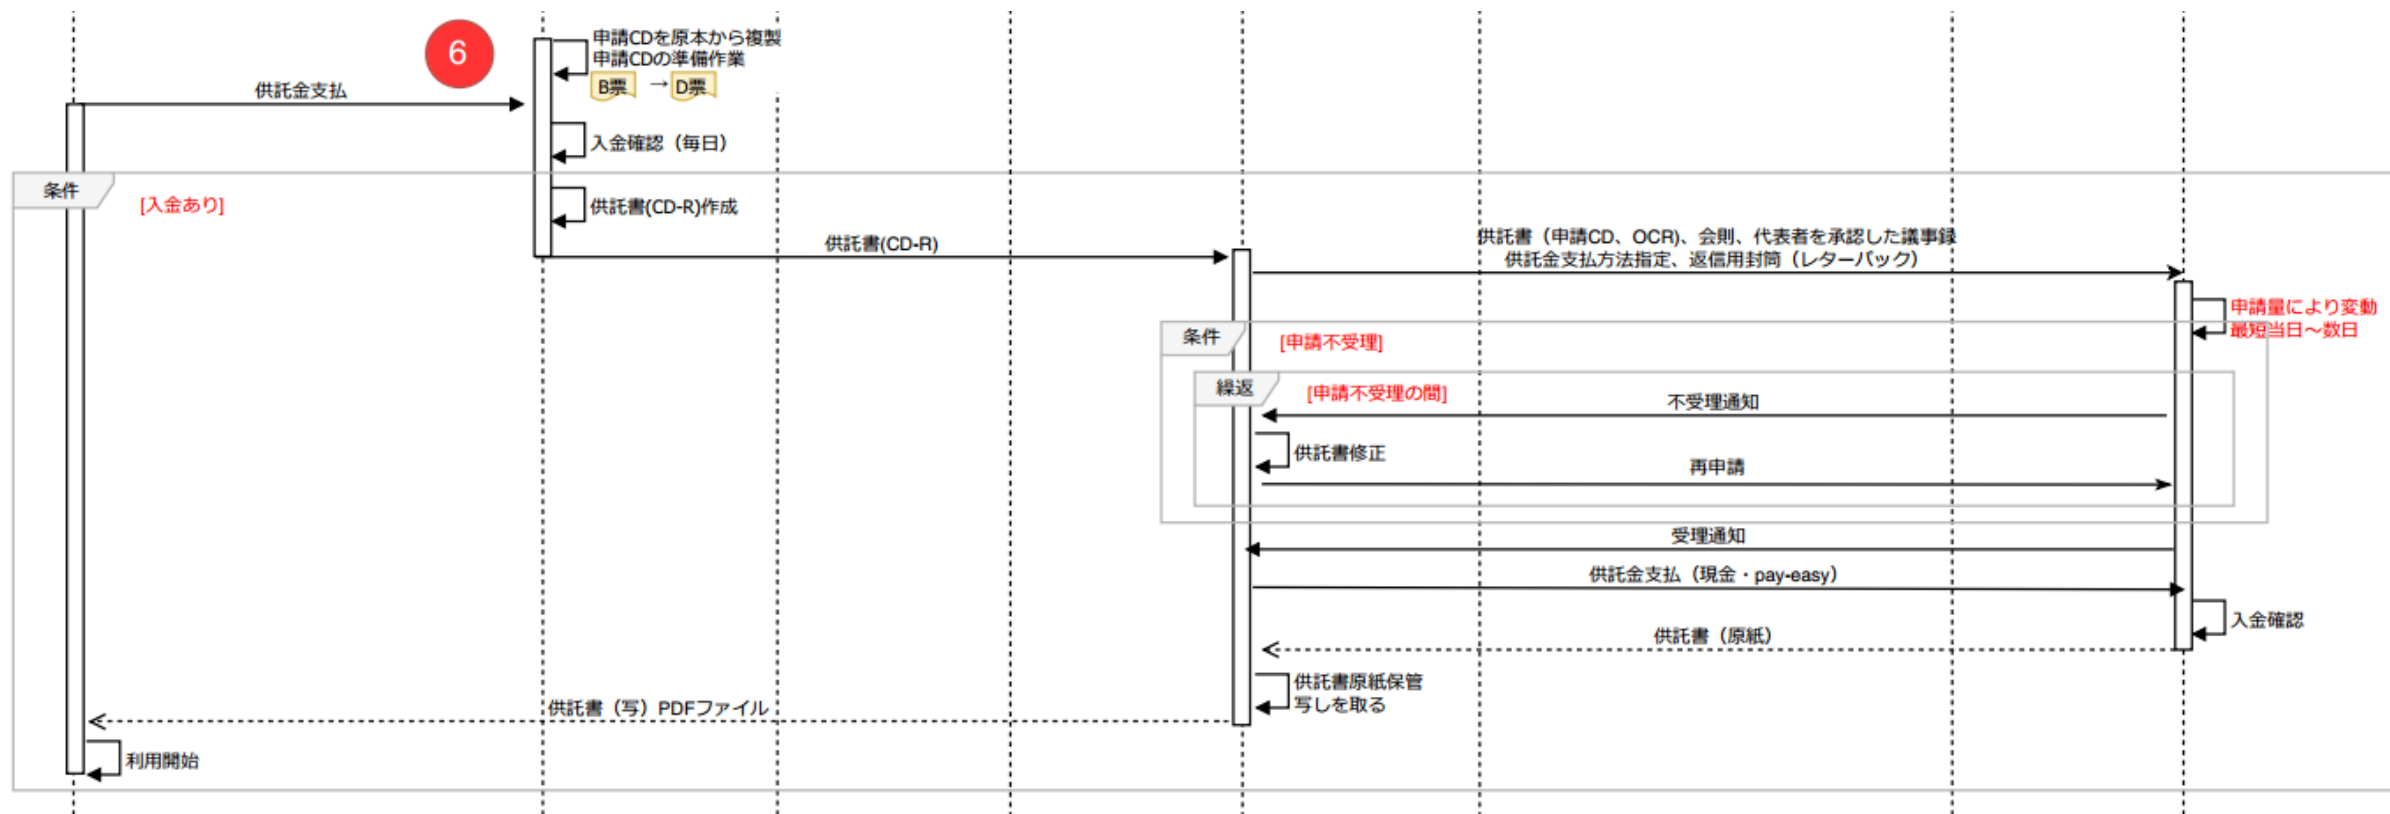 6
申請CDを原本から複製
申請CDの準備作業
B票 → D票
供託金支払
入金確認（毎日）
条件
[入金あり]
供託書(CD-R)作成
供託書(CD-R)
供託書（申請CD、OCR)、会則、代表者を承認した議事録
供託金支払方法指定、返信用封筒（レターパック）
申請量により変動
最短当日～数日
条件
[申請不受理]
繰返
[申請不受理の間]
不受理通知
供託書修正
再申請
受理通知
供託金支払（現金・pay-easy）
入金確認
供託書（原紙）
供託書原紙保管
写しを取る
供託書（写）PDFファイル
利用開始